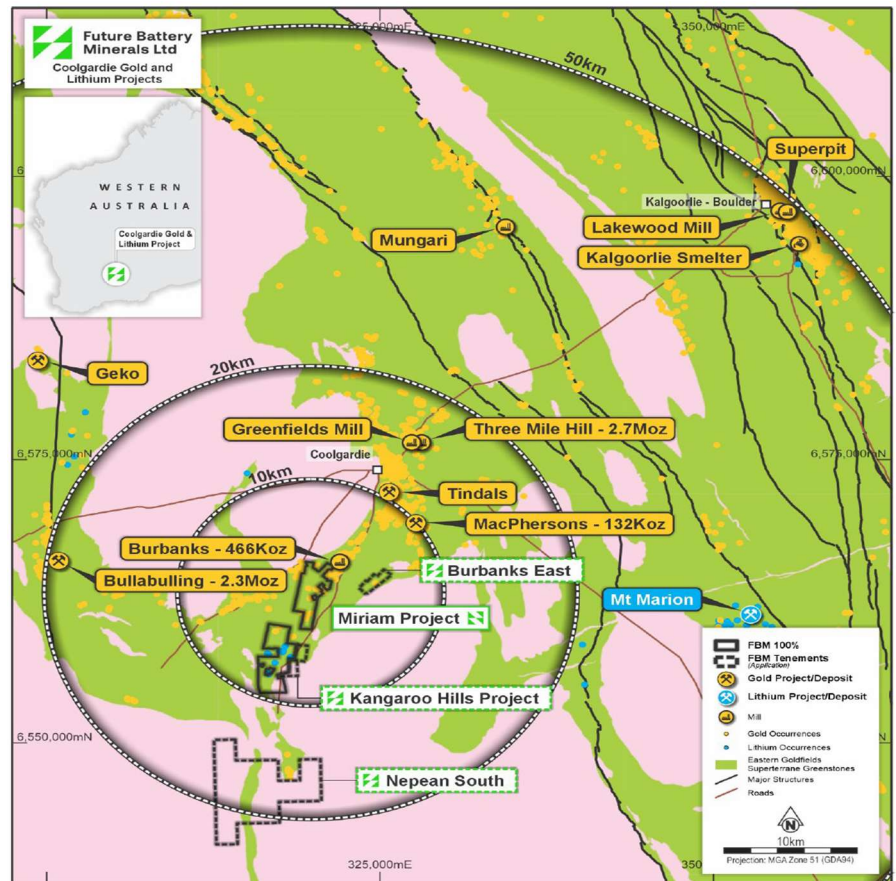 Future Battery
Minerals Ltd
Coolgardie Gold and
Lithium Projects
325,000mE
350,000mE
50km
WESTERN
AUSTRALIA
Coolgardie Gold &
Lithium Project
Superpit
6,600,000mN
Kalgoorlie - Boulder
Lakewood Mill
Mungari
Kalgoorlie Smelter
20km
Geko
Greenfields Mill
Three Mile Hill - 2.7Moz
Coolgardie
6,575,000mN
6,575,000mN
10km
Tindals
MacPhersons - 132Koz
Burbanks - 466Koz
Burbanks East
Bullabulling - 2.3Moz
Mt Marion
Miriam Project
Kangaroo Hills Project
6,550,000mN
Nepean South
FBM 100%
FBM Tenements
(Application)
Gold Project/Deposit
Lithium Project/Deposit
Mill
Gold Occurrences
Lithium Occurrences
Eastern Goldfields
Superterrane Greenstones
Major Structures
Roads
N
10km
Projection: MGA Zone 51 (GDA94)
325,000mE